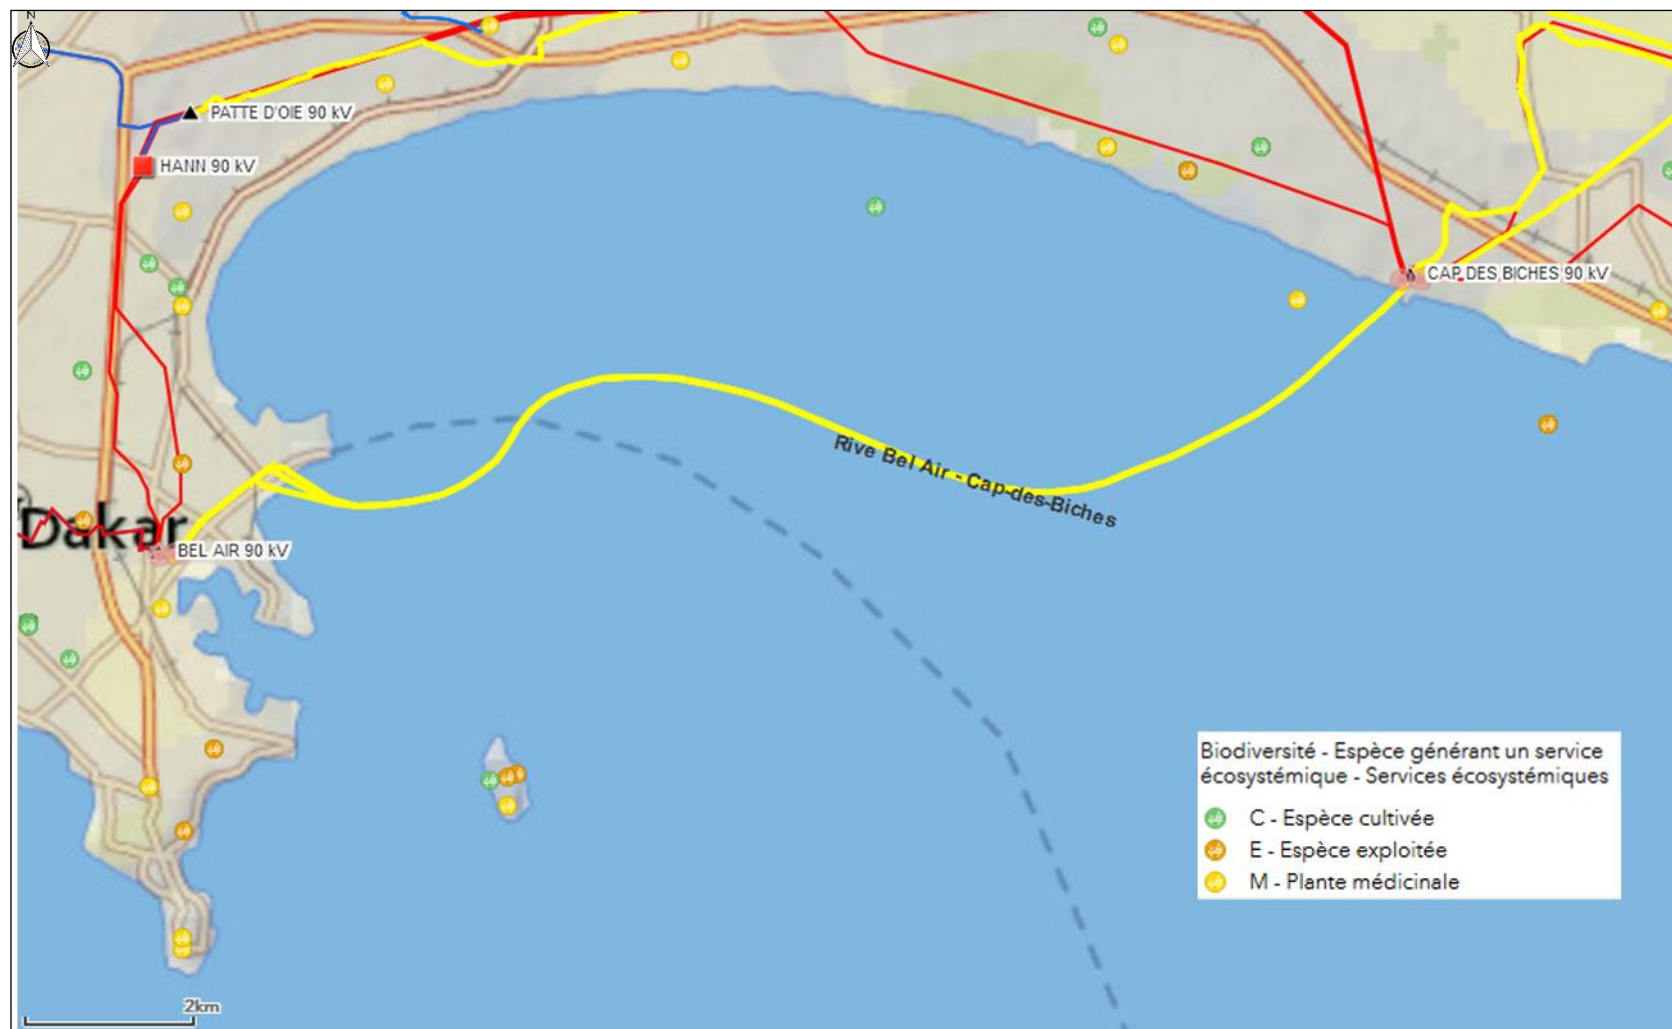 N
PATTE D'OIE 90 kV
HANN 90 kV
CAP DES BICHES 90 kV
Rive Bel Air - Cap-des-Biches
Dakar
BEL AIR 90 kV
Biodiversité - Espèce générant un service
écosystémique - Services écosystémiques
C - Espèce cultivée
E - Espèce exploitée
M - Plante médicinale
2km